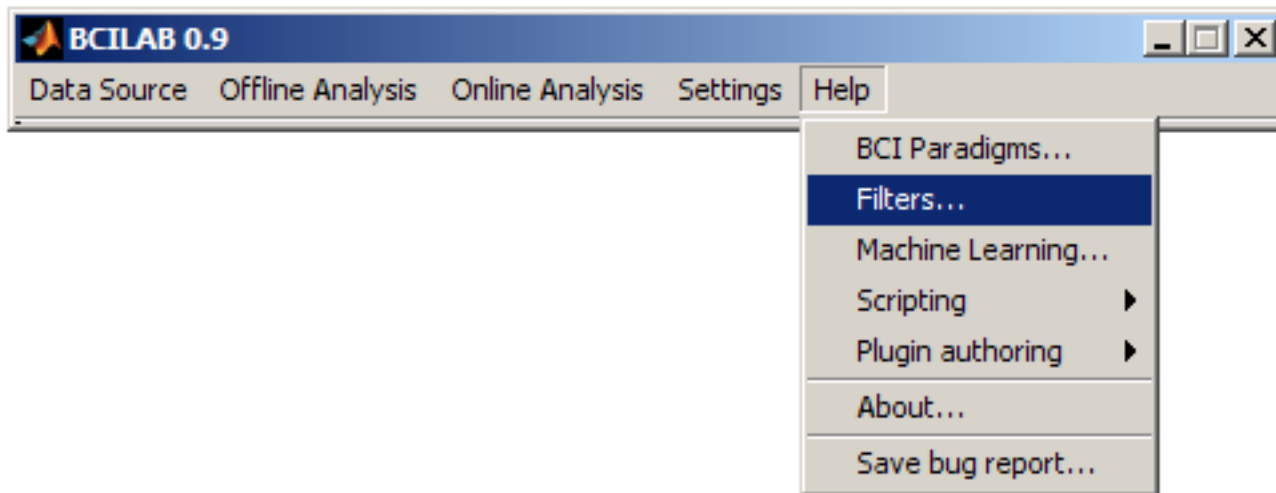 BCILAB 0.9
Data Source Offline Analysis Online Analysis Settings Help
BCI Paradigms...
Filters...
Machine Learning...
Scripting
Plugin authoring
About...
Save bug report...